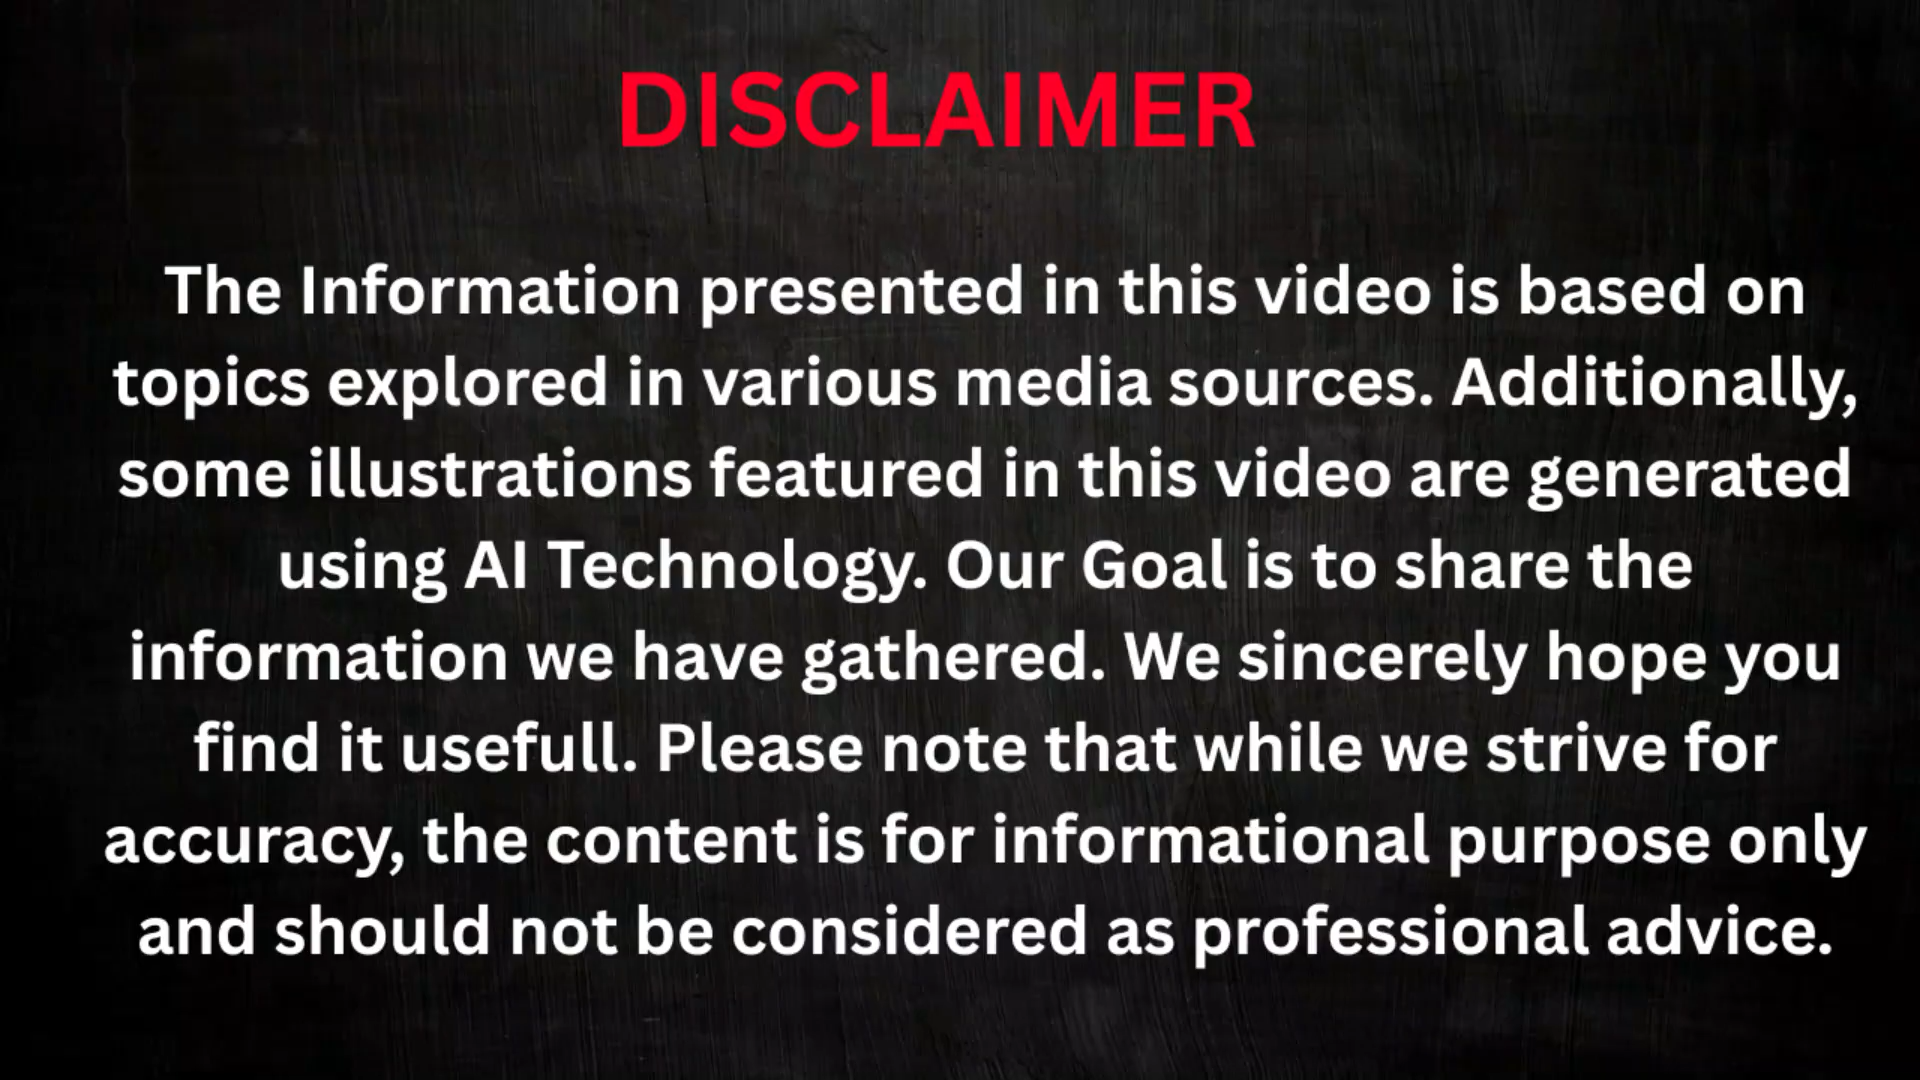 DISCLAIMER
The Information presented in this video is based on
topics explored in various media sources. Additionally,
some illustrations featured in this video are generated
using AI Technology. Our Goal is to share the
information we have gathered. We sincerely hope you
find it usefull. Please note that while we strive for
accuracy, the content is for informational purpose only
and should not be considered as professional advice.